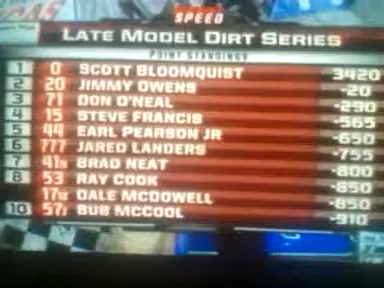 SPEED
LATE MODEL DIRT SERIES
POINT STANDINGS
1 0 SCOTT BLOOMQUIST 3420
2 20 JIMMY OWENS -20
3 71 DON O'NEAL -290
4 15 STEVE FRANCIS -565
5 44 EARL PEARSON JR -650
6 777 JARED LANDERS -755
7 41N BRAD NEAT -800
8 53 RAY COOK -850
17M DALE MCDOWELL -850
10 57J BUB MCCOOL -910